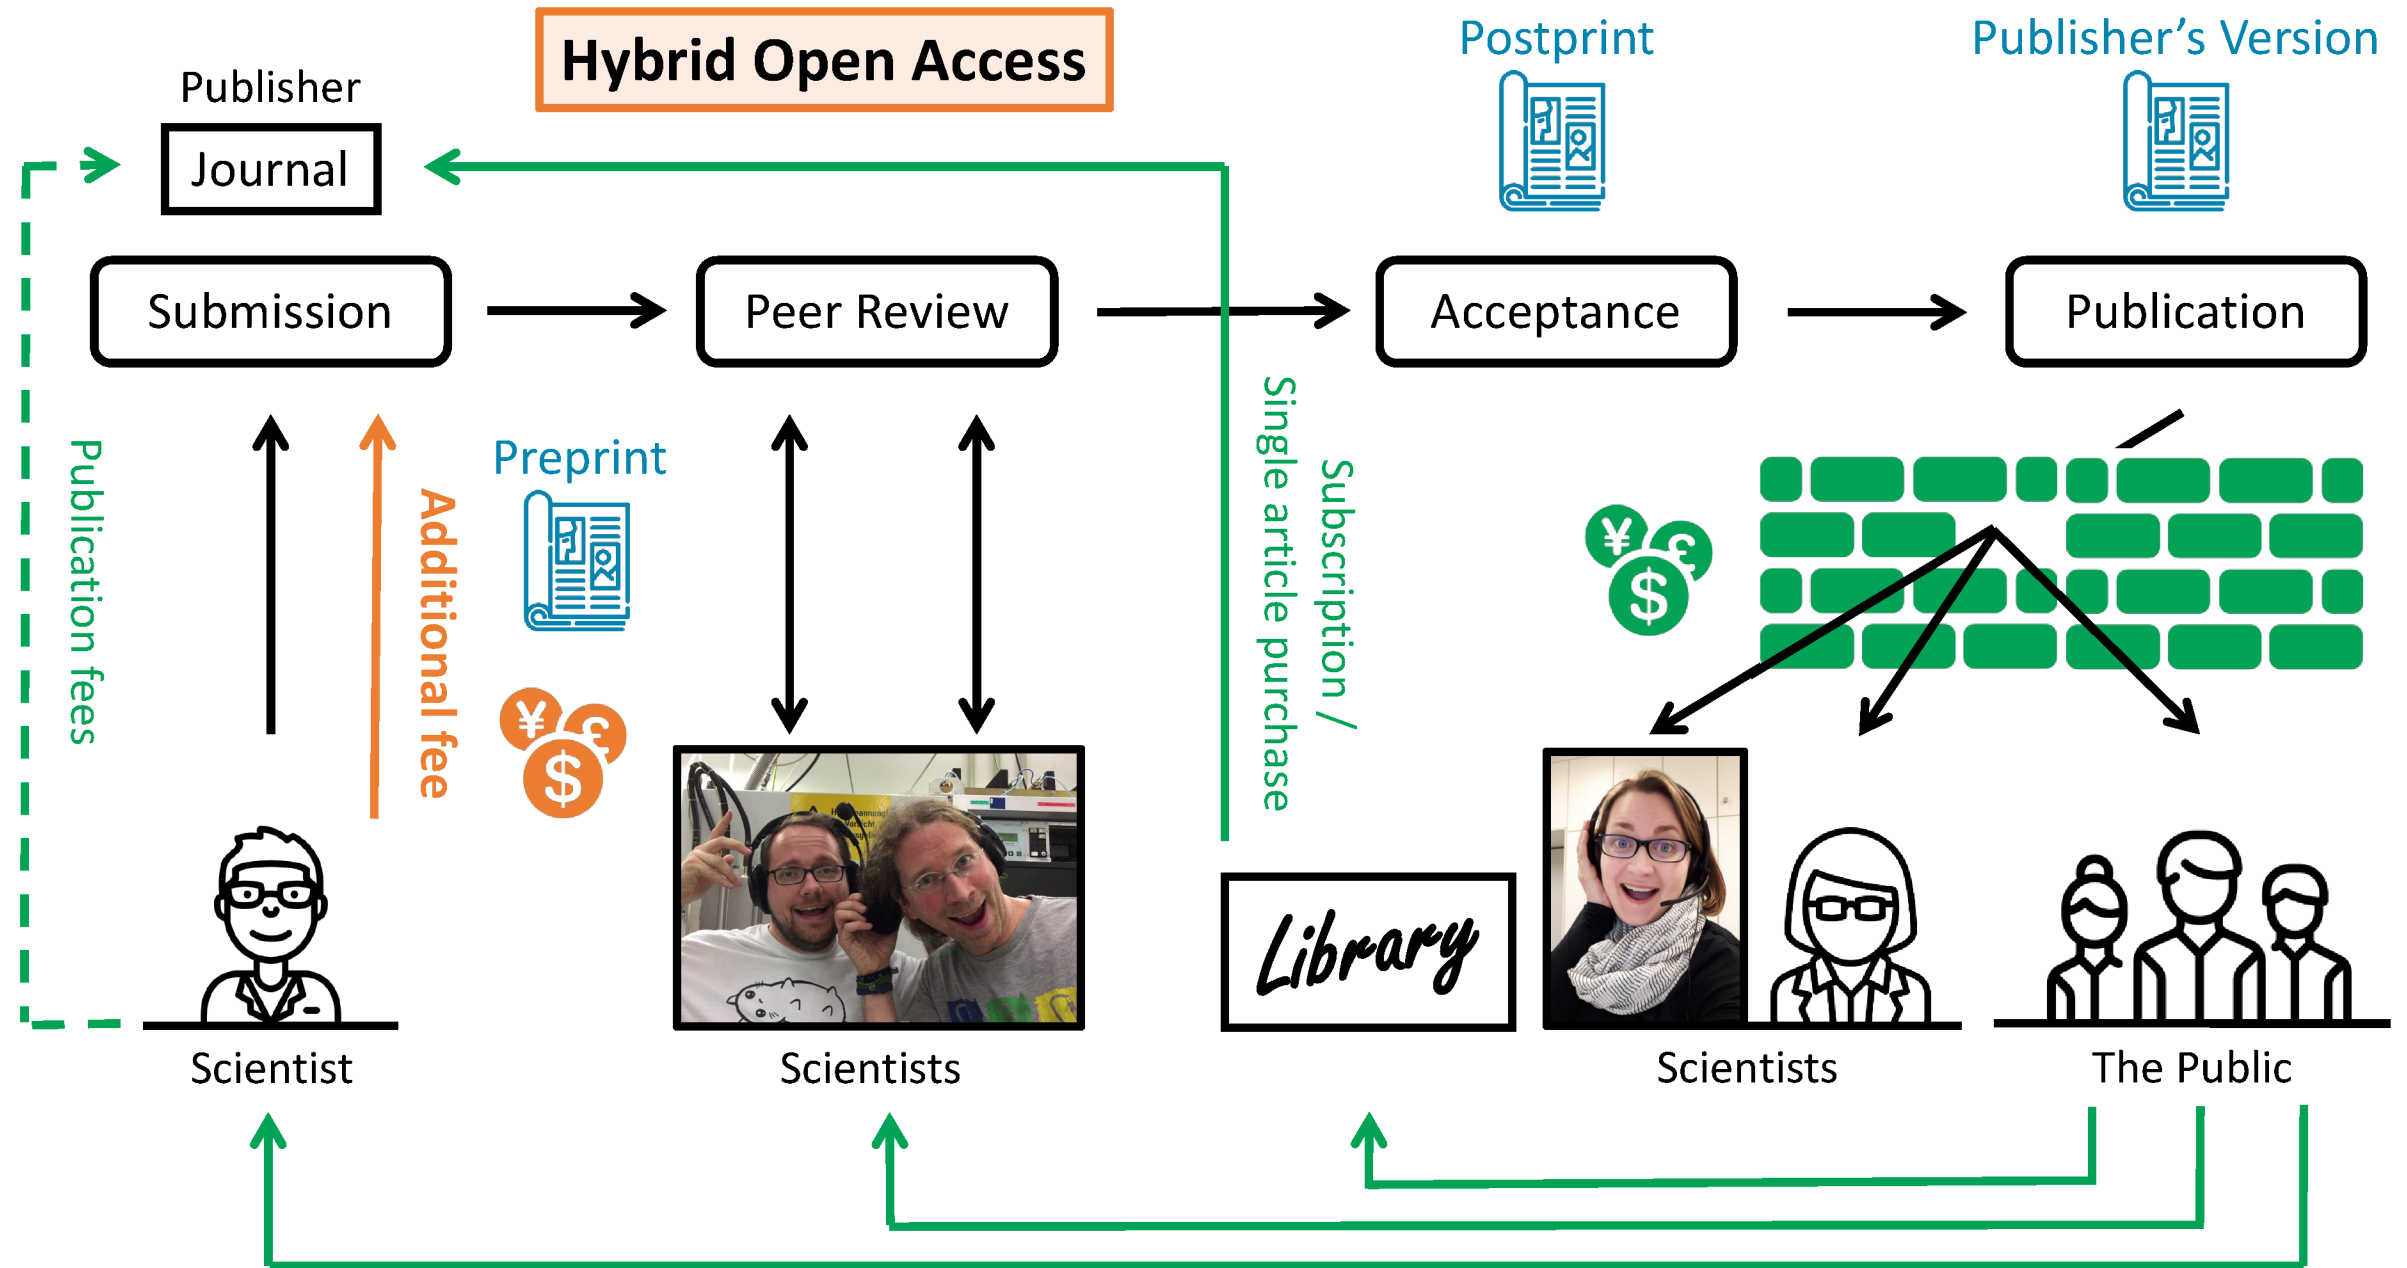 Hybrid Open Access
Postprint
Publisher's Version
Publisher
Journal
Submission
Peer Review
Acceptance
Publication
Publication fees
Additional fee
Preprint
Subscription /
Single article purchase
¥
£
$
¥
£
$
Library
Scientist
Scientists
Scientists
The Public